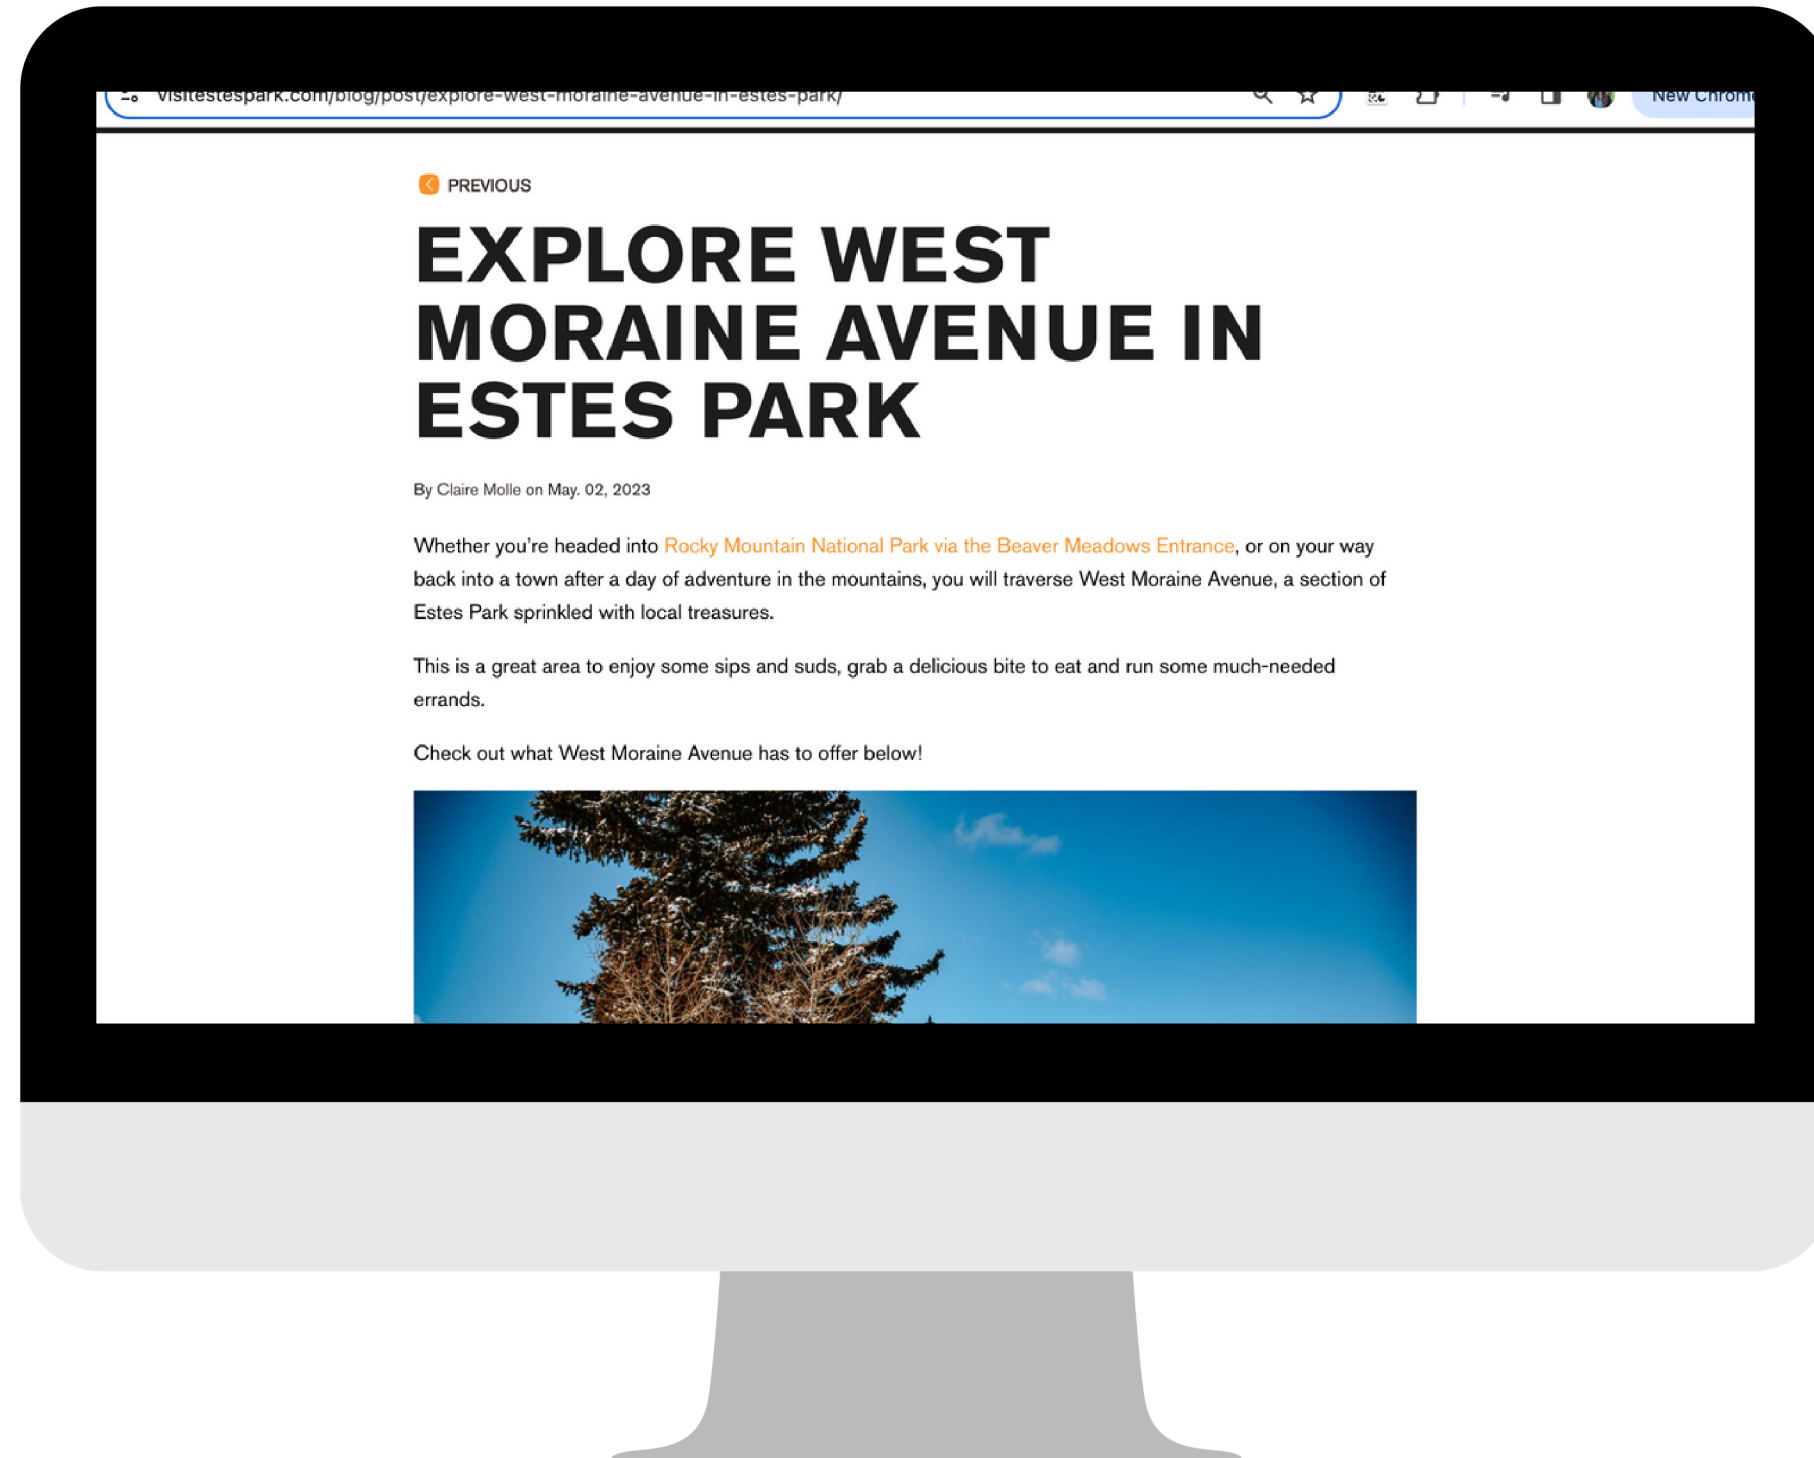 visitestespark.com/blog/post/explore-west-moraine-avenue-in-estes-park/
New Chrome
PREVIOUS
EXPLORE WEST
MORAINE AVENUE IN
ESTES PARK
By Claire Molle on May. 02, 2023
Whether you're headed into Rocky Mountain National Park via the Beaver Meadows Entrance, or on your way
back into a town after a day of adventure in the mountains, you will traverse West Moraine Avenue, a section of
Estes Park sprinkled with local treasures.
This is a great area to enjoy some sips and suds, grab a delicious bite to eat and run some much-needed
errands.
Check out what West Moraine Avenue has to offer below!